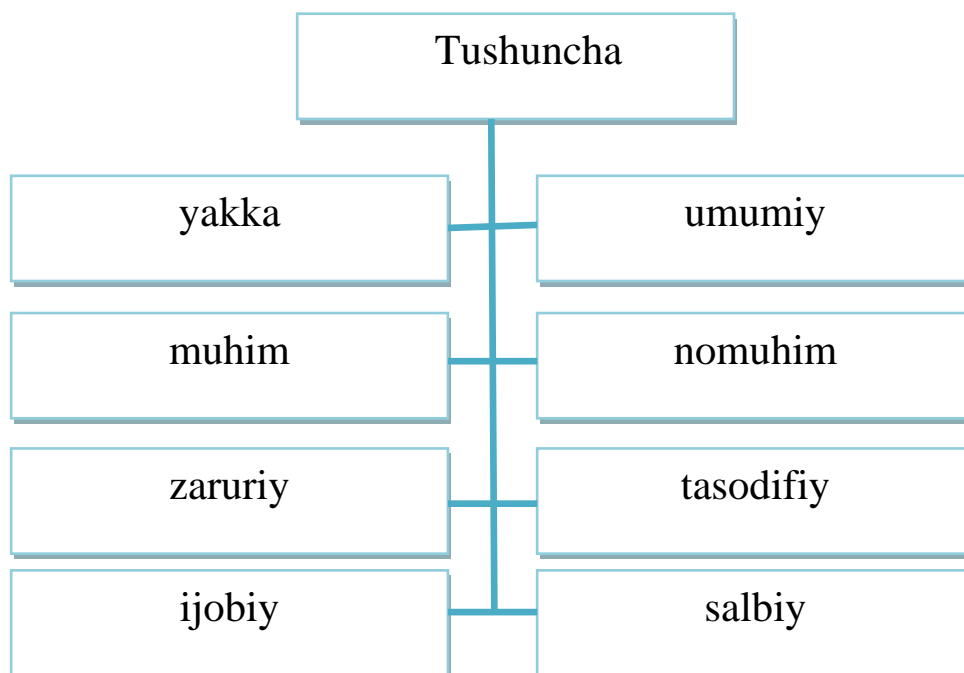 Tushuncha
yakka
umumiy
muhim
nomuhim
zaruriy
tasodifiy
ijobiy
salbiy